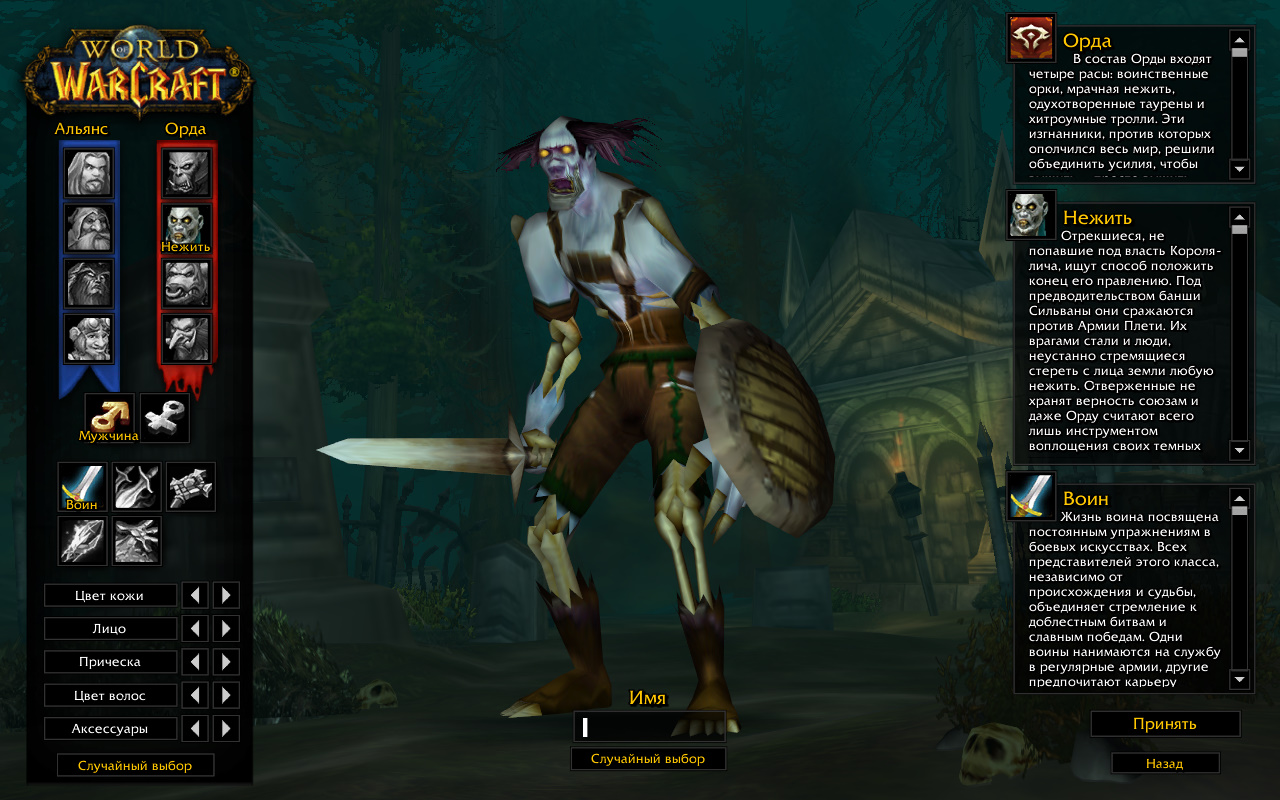 WORLD OF WARCRAFT®
Альянс
Орда
Нежить
Мужчина
Воин
Цвет кожи
Лицо
Прическа
Цвет волос
Аксессуары
Случайный выбор
Имя
Случайный выбор
Орда
В состав Орды входят
четыре расы: воинственные
орки, мрачная нежить,
одухотворенные таурены и
хитроумные тролли. Эти
изгнанники, против которых
ополчился весь мир, решили
объединить усилия, чтобы
Нежить
Отрекшиеся, не
попавшие под власть Короля-
лича, ищут способ положить
конец его правлению. Под
предводительством банши
Сильваны они сражаются
против Армии Плети. Их
врагами стали и люди,
неустанно стремящиеся
стереть с лица земли любую
нежить. Отверженные не
хранят верность союзам и
даже Орду считают всего
лишь инструментом
воплощения своих темных
Воин
Жизнь воина посвящена
постоянным упражнениям в
боевых искусствах. Всех
представителей этого класса,
независимо от
происхождения и судьбы,
объединяет стремление к
доблестным битвам и
славным победам. Одни
воины нанимаются на службу
в регулярные армии, другие
предпочитают карьеру
Принять
Назад